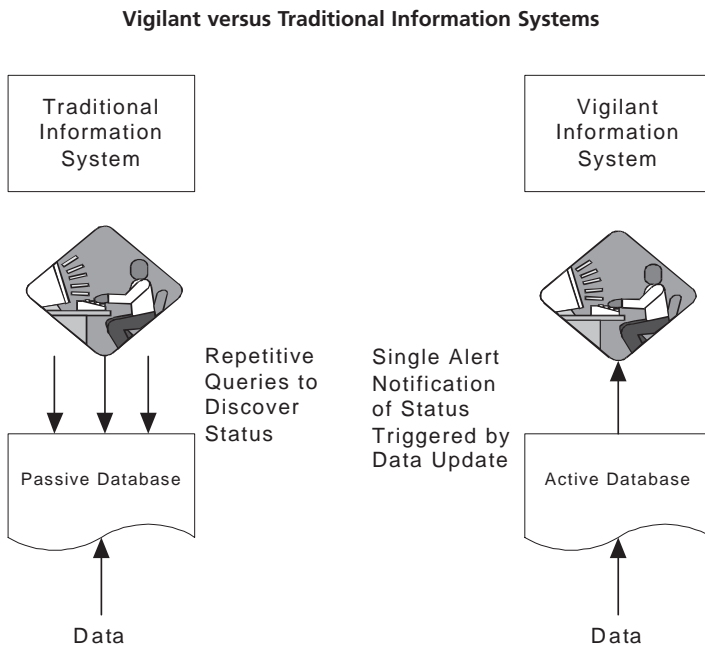 Vigilant versus Traditional Information Systems
Traditional
Information
System
Vigilant
Information
System
Repetitive
Queries to
Discover
Status
Single Alert
Notification
of Status
Triggered by
Data Update
Passive Database
Active Database
Data
Data